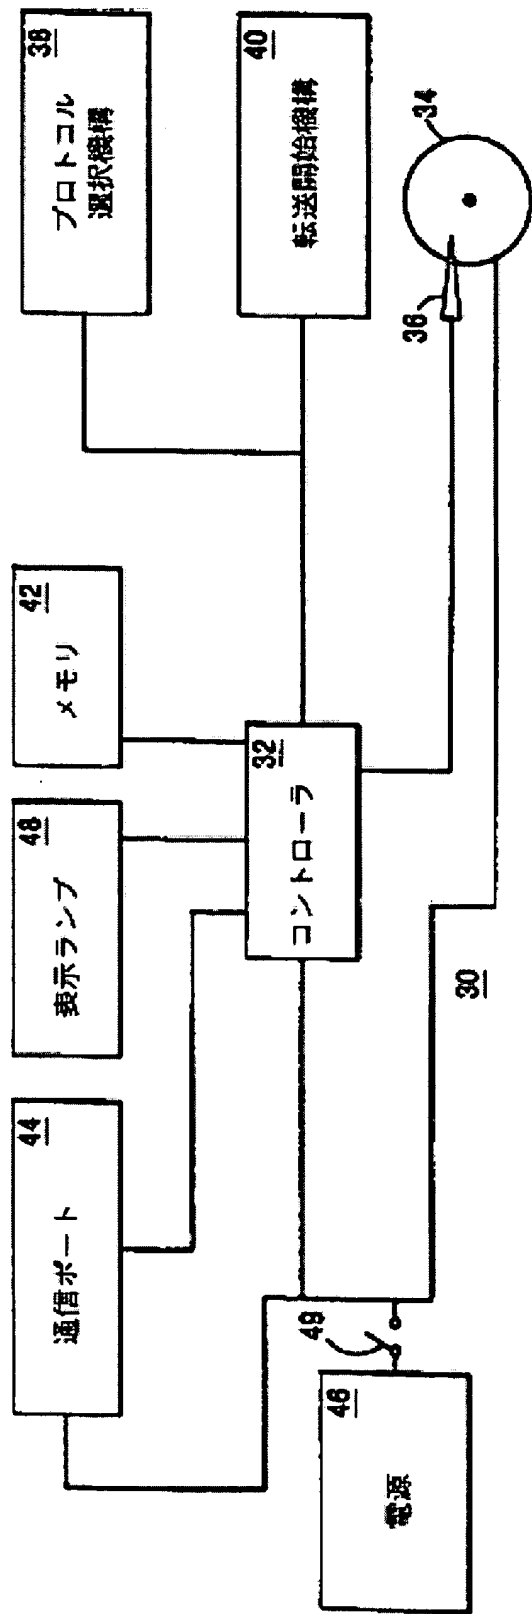 44
通信ポート
48
表示ランプ
42
メモリ
38
プロトコル
選択機構
32
コントローラ
40
転送開始機構
46
電源
49
30
36
34